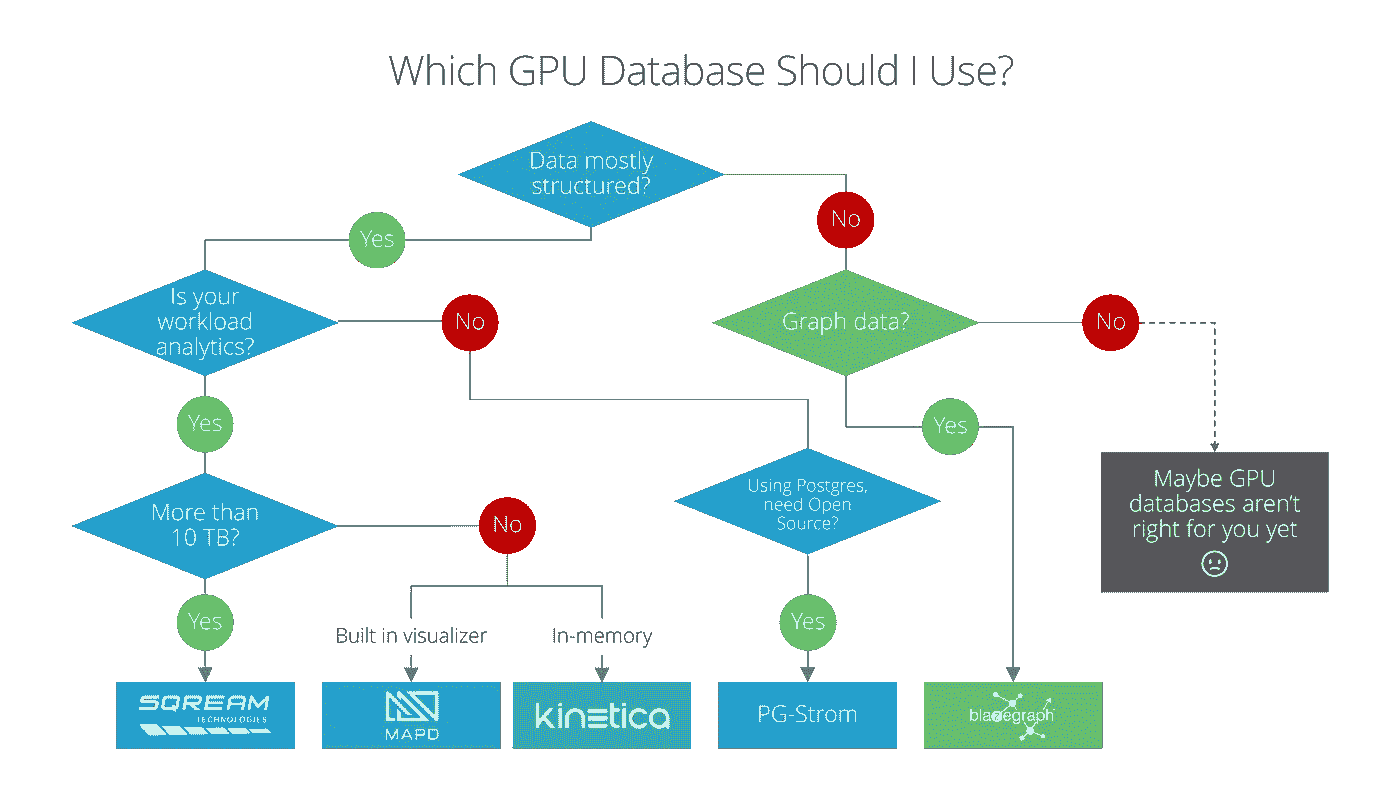 Which GPU Database Should I Use?
Data mostly
structured?
Yes
No
Is your
workload
analytics?
No
Graph data?
No
Yes
Yes
More than
10 TB?
No
Using Postgres,
need Open
Source?
Maybe GPU
databases aren't
right for you yet
Yes
Built in visualizer
In-memory
Yes
SQREAM
TECHNOLOGIES
MAPD
kinetica
PG-Strom
blazegraph